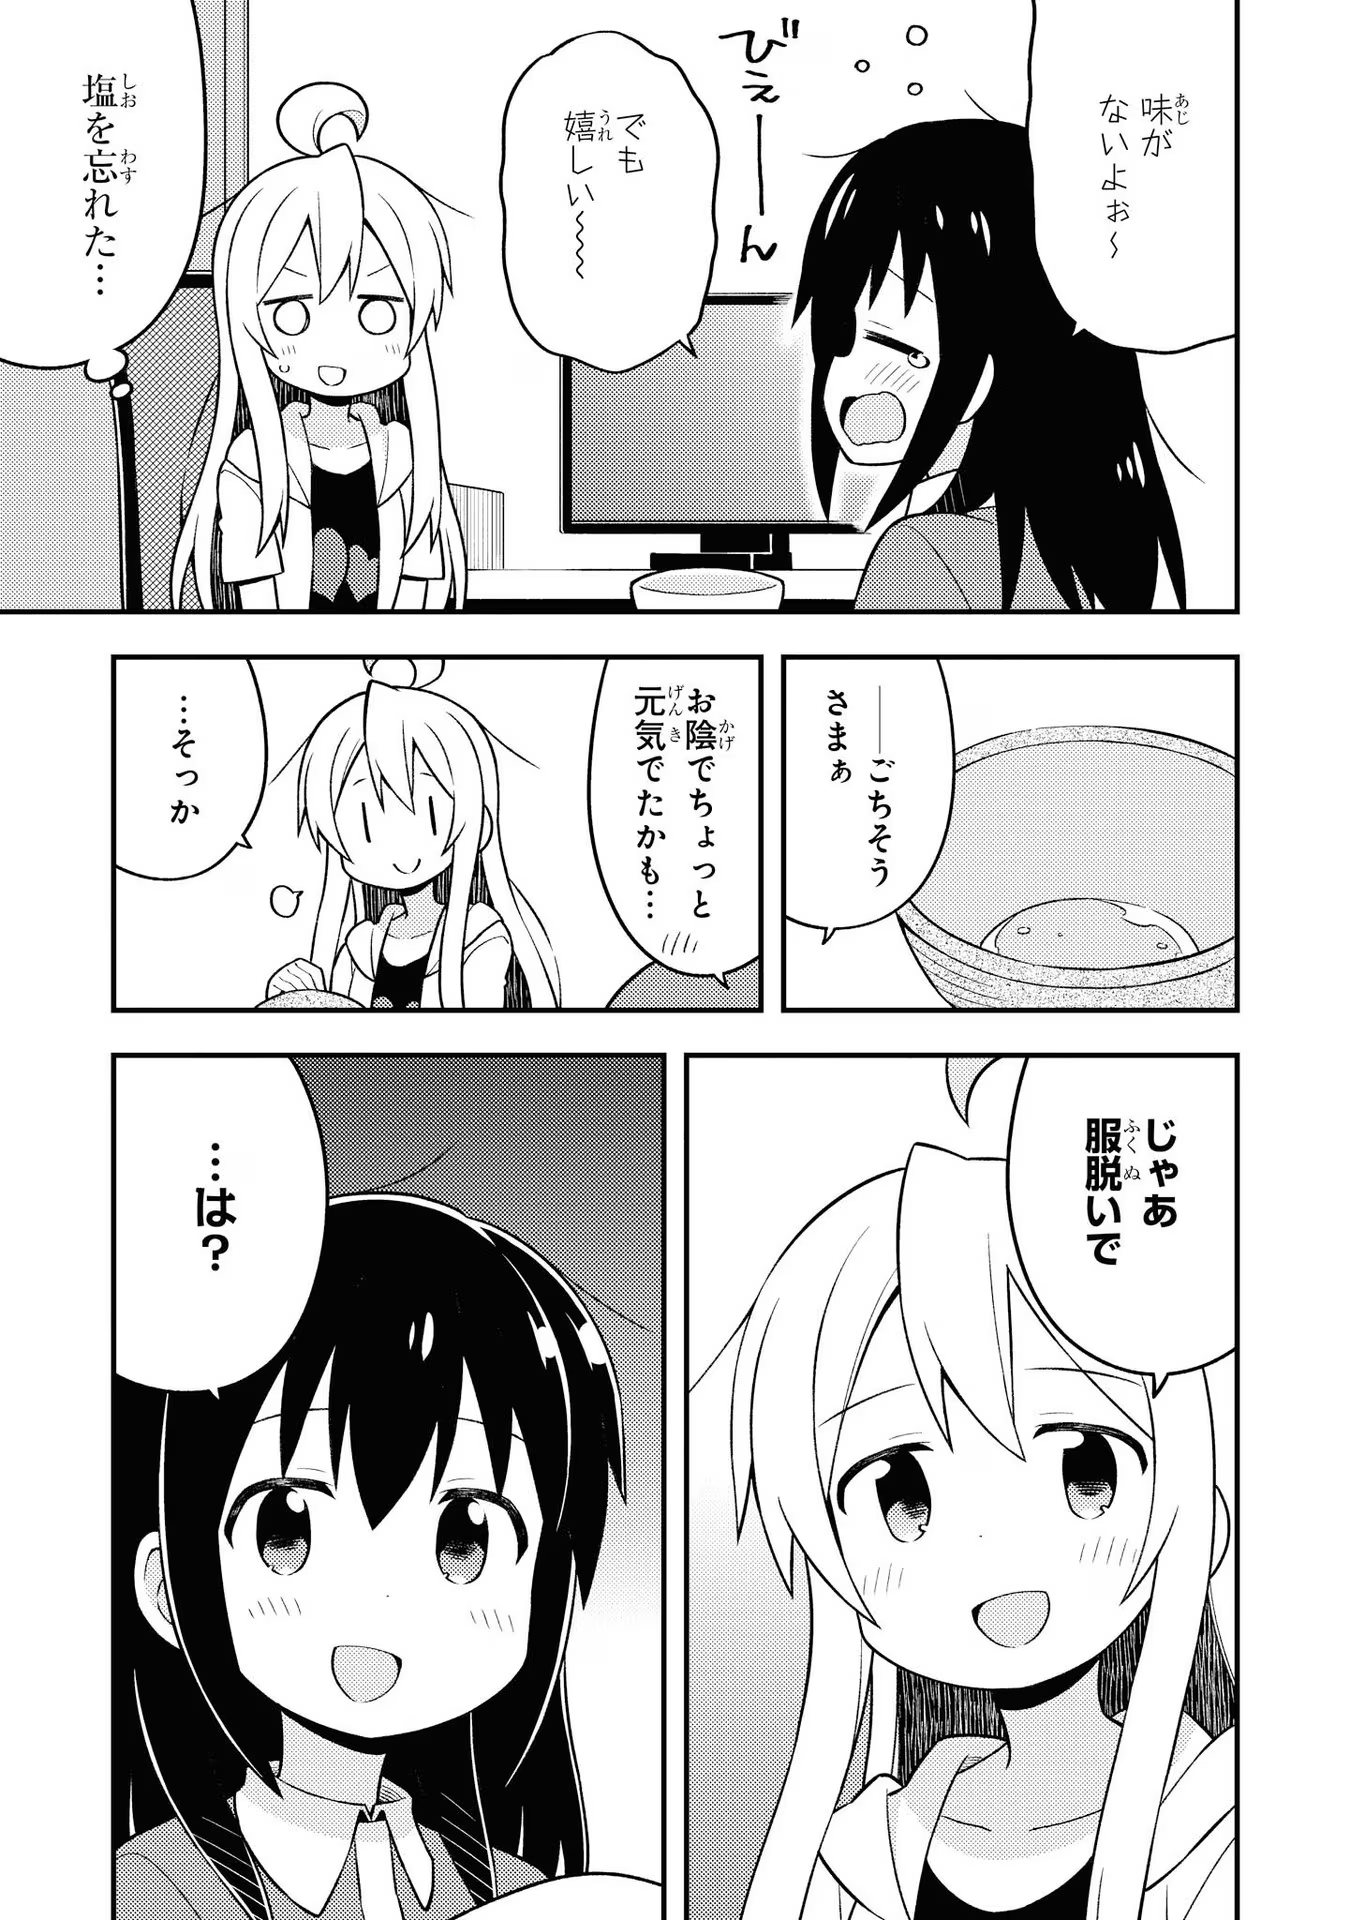 味が
ないよぉ〜
びえーーん
でも
嬉しい〜〜〜
塩を忘れた…
──ごちそう
さまぁ
お陰でちょっと
元気でたかも…
…そっか
じゃあ
服脱いで
…は？